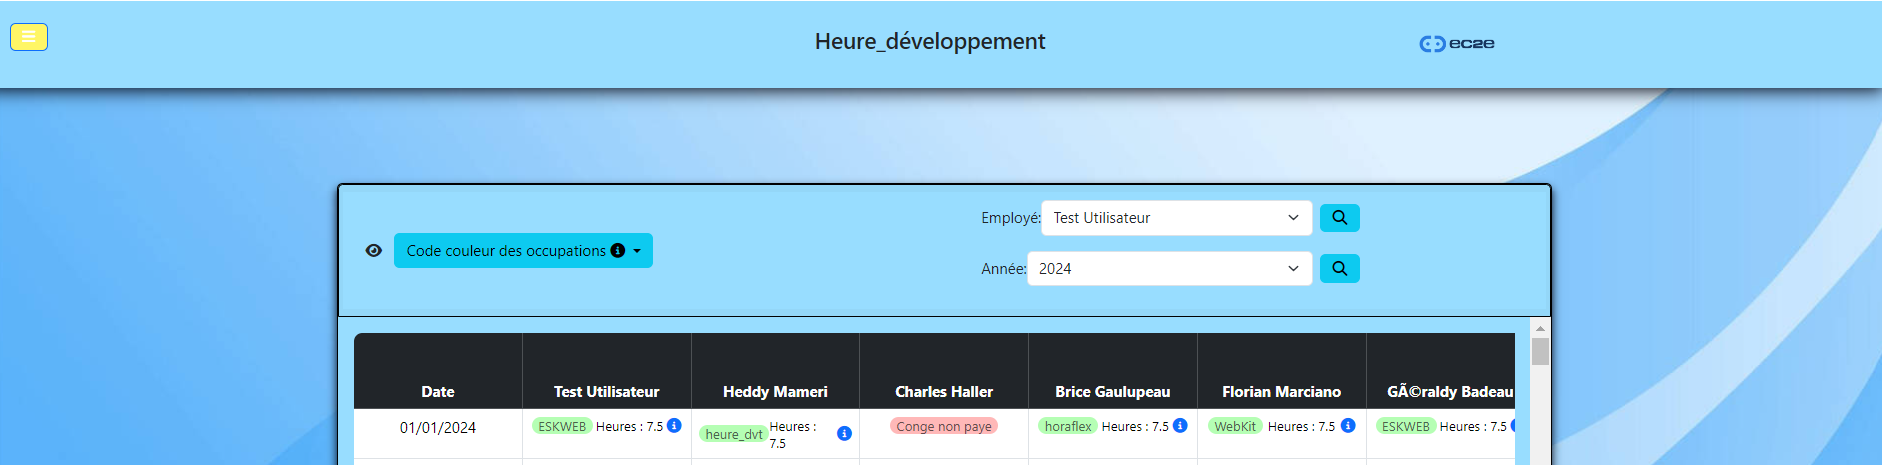 Heure_développement
ec2e
Employé: Test Utilisateur
Code couleur des occupations
Année: 2024
Date Test Utilisateur Heddy Mameri Charles Haller Brice Gaulupeau Florian Marciano GÃ©raldy Badeau
01/01/2024 ESKWEB Heures : 7.5 heure_dvt Heures : 7.5 Conge non paye horaflex Heures : 7.5 WebKit Heures : 7.5 ESKWEB Heures : 7.5